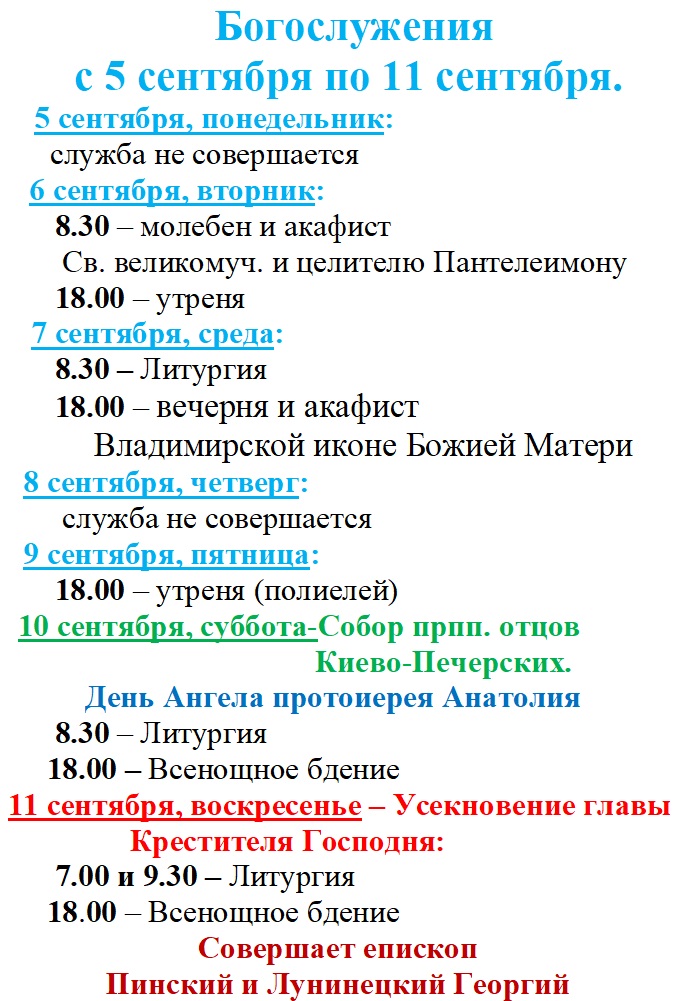 Богослужения
с 5 сентября по 11 сентября.
5 сентября, понедельник:
служба не совершается
6 сентября, вторник:
8.30 – молебен и акафист
Св. великомуч. и целителю Пантелеимону
18.00 – утреня
7 сентября, среда:
8.30 – Литургия
18.00 – вечерня и акафист
Владимирской иконе Божией Матери
8 сентября, четверг:
служба не совершается
9 сентября, пятница:
18.00 – утреня (полиелей)
10 сентября, суббота-Собор прпп. отцов
Киево-Печерских.
День Ангела протоиерея Анатолия
8.30 – Литургия
18.00 – Всенощное бдение
11 сентября, воскресенье – Усекновение главы
Крестителя Господня:
7.00 и 9.30 – Литургия
18.00 – Всенощное бдение
Совершает епископ
Пинский и Лунинецкий Георгий